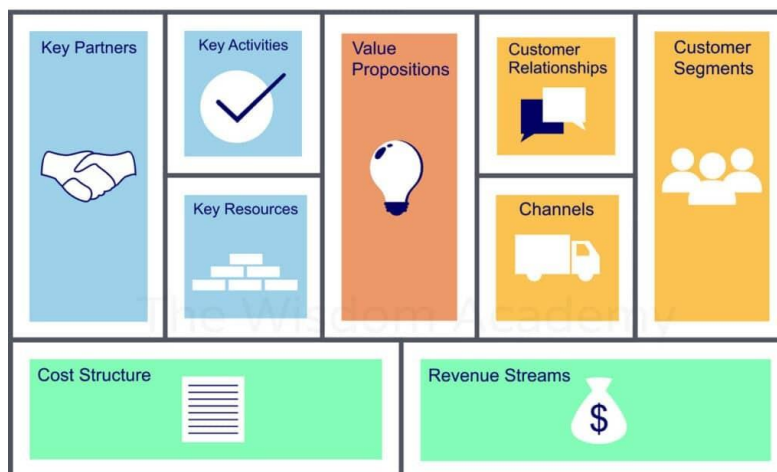 Key Partners
Key Activities
Value
Propositions
Customer
Relationships
Customer
Segments
Key Resources
Channels
The Wisdom Academy
Cost Structure
Revenue Streams
$